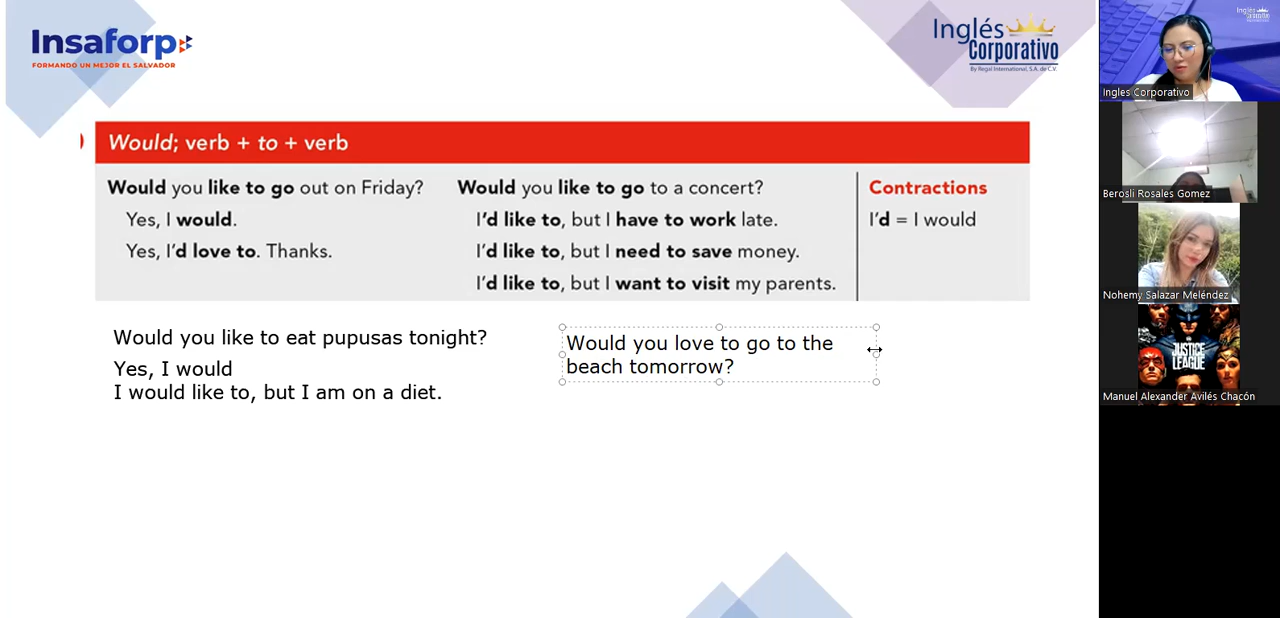 Insaforp
FORMANDO UN MEJOR EL SALVADOR
Inglés
Corporativo
By Regal International, S.A. de C.V.
Would; verb + to + verb
Would you like to go out on Friday?
Yes, I would.
Yes, I'd love to. Thanks.
Would you like to go to a concert?
I'd like to, but I have to work late.
I'd like to, but I need to save money.
I'd like to, but I want to visit my parents.
Contractions
I'd = I would
Would you like to eat pupusas tonight?
Yes, I would
I would like to, but I am on a diet.
Would you love to go to the
beach tomorrow?
Ingles Corporativo
Berosli Rosales Gomez
Nohemy Salazar Meléndez
JUSTICE
LEAGUE
Manuel Alexander Avilés Chacón